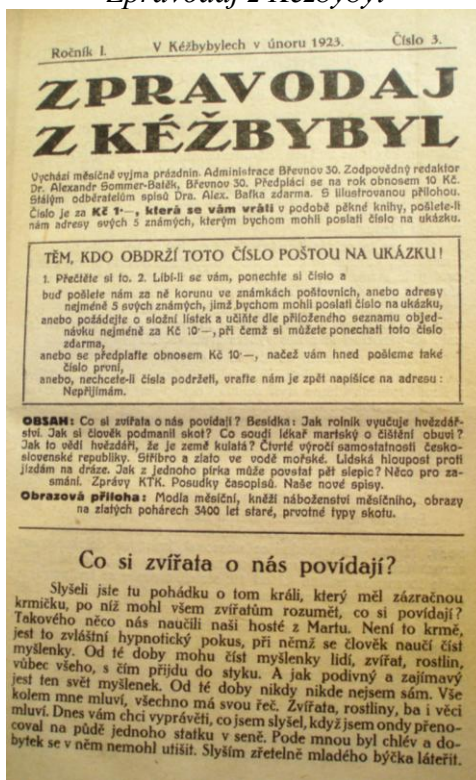 Zpravodaj z Kéžbybyl
Ročník I. V Kéžbybylech v únoru 1923. Číslo 3.
ZPRAVODAJ
Z KÉŽBYBYL
Vychází měsíčně vyjma prázdnin. Administrace Břevnov 30. Zodpovědný redaktor
Dr. Alexandr Sommer-Batěk, Břevnov 30. Předplácí se na rok obnosem 10 Kč.
Stálým odběratelům spisů Dra. Alex. Baťka zdarma. S illustrovanou přílohou.
Číslo je za Kč 1·—, která se vám vrátí v podobě pěkné knihy, pošlete-li
nám adresy svých 5 známých, kterým bychom mohli poslati číslo na ukázku.
TĚM, KDO OBDRŽÍ TOTO ČÍSLO POŠTOU NA UKÁZKU!
1. Přečtěte si to. 2. Líbí-li se vám, ponechte si číslo a
buď pošlete nám za ně korunu ve známkách poštovních, anebo adresy
nejméně 5 svých známých, jimž bychom mohli poslati číslo na ukázku,
anebo požádejte o složní lístek a učiňte dle přiloženého seznamu objed-
návku nejméně za Kč 10·—, při čemž si můžete ponechati toto číslo
zdarma,
anebo se předplaťte obnosem Kč 10·—, načež vám hned pošleme také
číslo první,
anebo, nechcete-li čísla podržeti, vraťte nám je zpět napíšíce na adresu:
Nepřijímám.
OBSAH: Co si zvířata o nás povídají? Besídka: Jak rolník vyučuje hvězdář-
ství. Jak si člověk podmanil skot? Co soudí lékař martský o čištění obuvi?
Jak to vědí hvězdáři, že je země kulatá? Čtvrté výročí samostatnosti česko-
slovenské republiky. Stříbro a zlato ve vodě mořské. Lidská hloupost proti
jízdám na dráze. Jak z jednoho pírka může povstat pět slepic? Něco pro za-
smání. Zprávy KTK. Posudky časopisů. Naše nové spisy.
Obrazová příloha: Modla měsíční, kněží náboženství měsíčního, obrazy
na zlatých pohárech 3400 let staré, prvotné typy skotu.
Co si zvířata o nás povídají?
Slyšeli jste tu pohádku o tom králi, který měl zázračnou
krmičku, po níž mohl všem zvířatům rozumět, co si povídají?
Takového něco nás naučili naši hosté z Martu. Není to krmě,
jest to zvláštní hypnotický pokus, při němž se člověk naučí číst
myšlenky. Od té doby mohu číst myšlenky lidí, zvířat, rostlin,
vůbec všeho, s čím přijdu do styku. A jak podivný a zajímavý
jest ten svět myšlenek. Od té doby nikdy nikde nejsem sám. Vše
kolem mne mluví, všechno má svou řeč. Zvířata, rostliny, ba i věci
mluví. Dnes vám chci vyprávěti, co jsem slyšel, když jsem ondy přeno-
coval na půdě jednoho statku v seně. Pode mnou byl chlév a do-
bytek se v něm nemohl utišit. Slyším zřetelně mladého býčka láteřit.